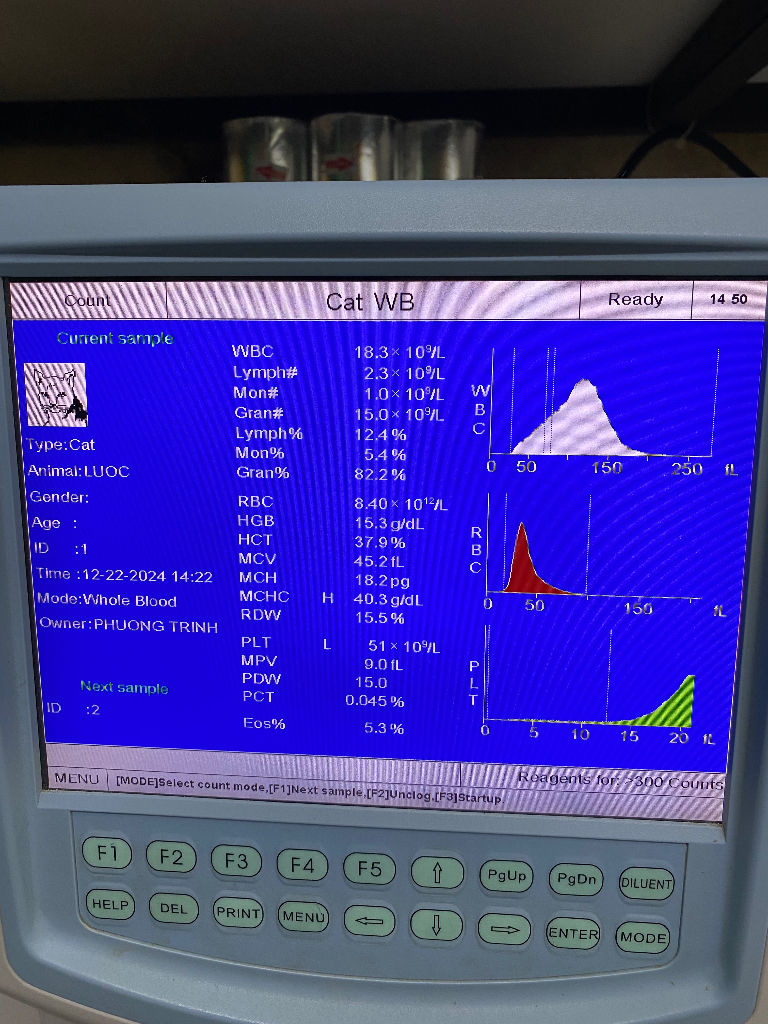 Count Cat WB Ready 14 50
Current sample
Type:Cat
Animal:LUOC
Gender:
Age :
ID :1
Time :12-22-2024 14:22
Mode:Whole Blood
Owner:PHUONG TRINH
Next sample
ID :2
WBC 18.3× 10⁹/L
Lymph# 2.3× 10⁹/L
Mon# 1.0× 10⁹/L
Gran# 15.0× 10⁹/L
Lymph% 12.4 %
Mon% 5.4 %
Gran% 82.2 %
RBC 8.40× 10¹²/L
HGB 15.3 g/dL
HCT 37.9 %
MCV 45.2 fL
MCH 18.2 pg
MCHC H 40.3 g/dL
RDW 15.5 %
PLT L 51× 10⁹/L
MPV 9.0 fL
PDW 15.0
PCT 0.045 %
Eos% 5.3 %
WBC
0 50 150 250 fL
RBC
0 50 150 fL
PLT
0 5 10 15 20 fL
Reagents for: >300 Counts
MENU [MODE]Select count mode,[F1]Next sample,[F2]Unclog,[F3]Startup
F1 F2 F3 F4 F5 ⇧ PgUp PgDn DILUENT
HELP DEL PRINT MENU ⇦ ⇩ ⇨ ENTER MODE